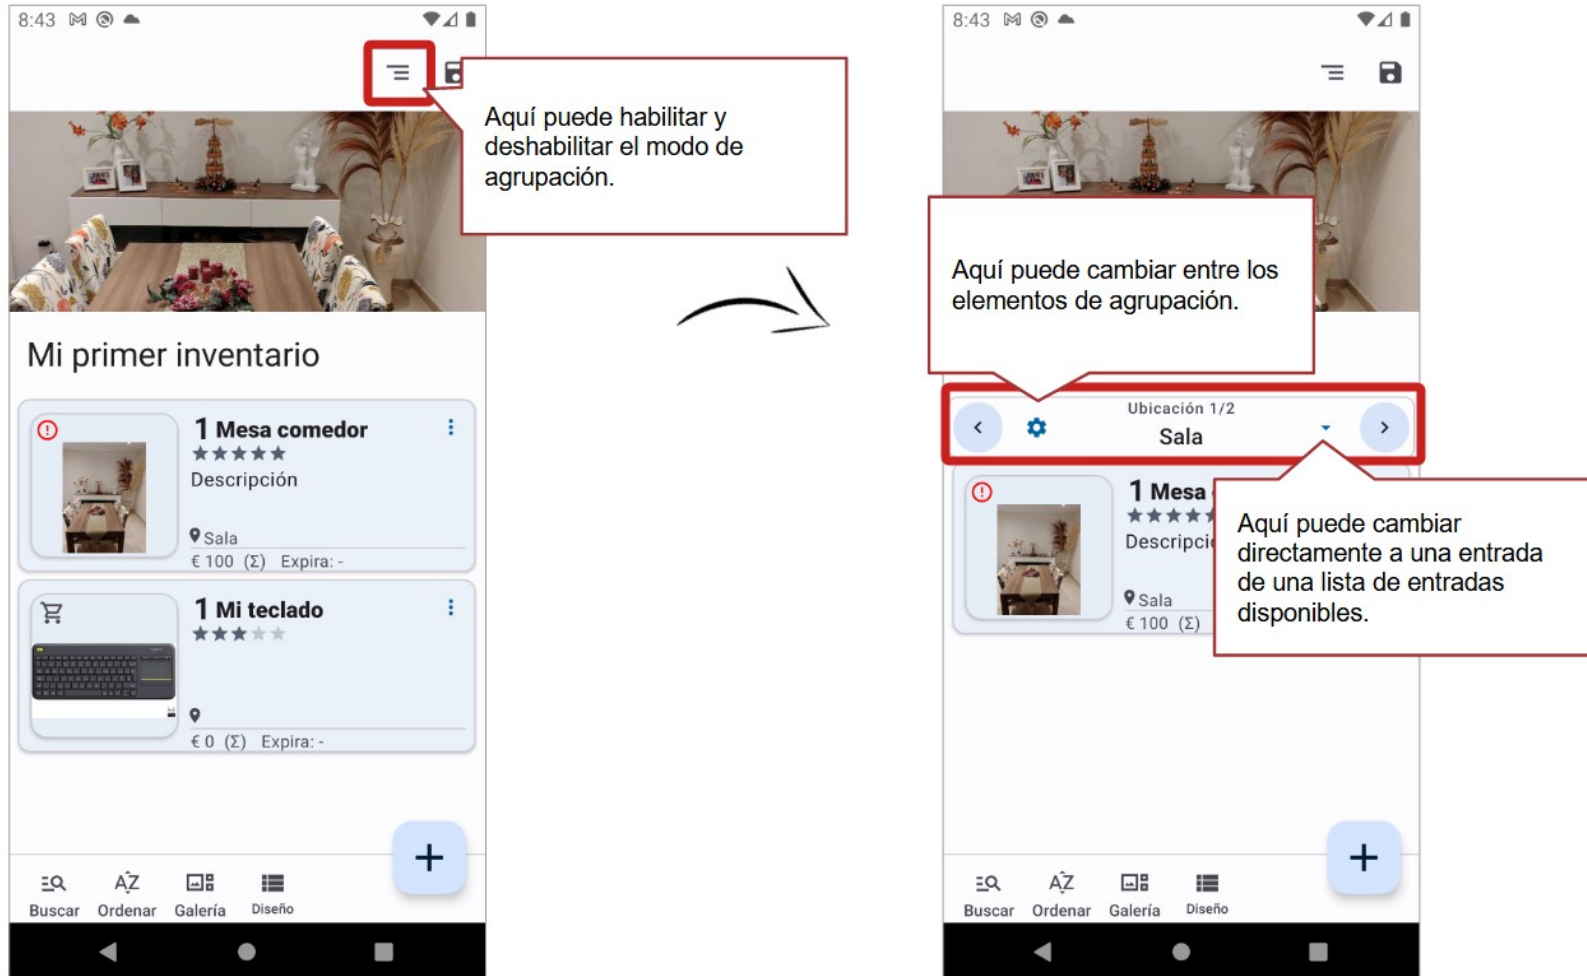 8:43
Aquí puede habilitar y
deshabilitar el modo de
agrupación.
Mi primer inventario
1 Mesa comedor
Descripción
Sala
€ 100 (Σ) Expira: -
1 Mi teclado
€ 0 (Σ) Expira: -
Buscar Ordenar Galería Diseño
8:43
Aquí puede cambiar entre los
elementos de agrupación.
Ubicación 1/2
Sala
1 Mesa
Aquí puede cambiar
directamente a una entrada
de una lista de entradas
disponibles.
Descripci
Sala
€ 100 (Σ)
Buscar Ordenar Galería Diseño